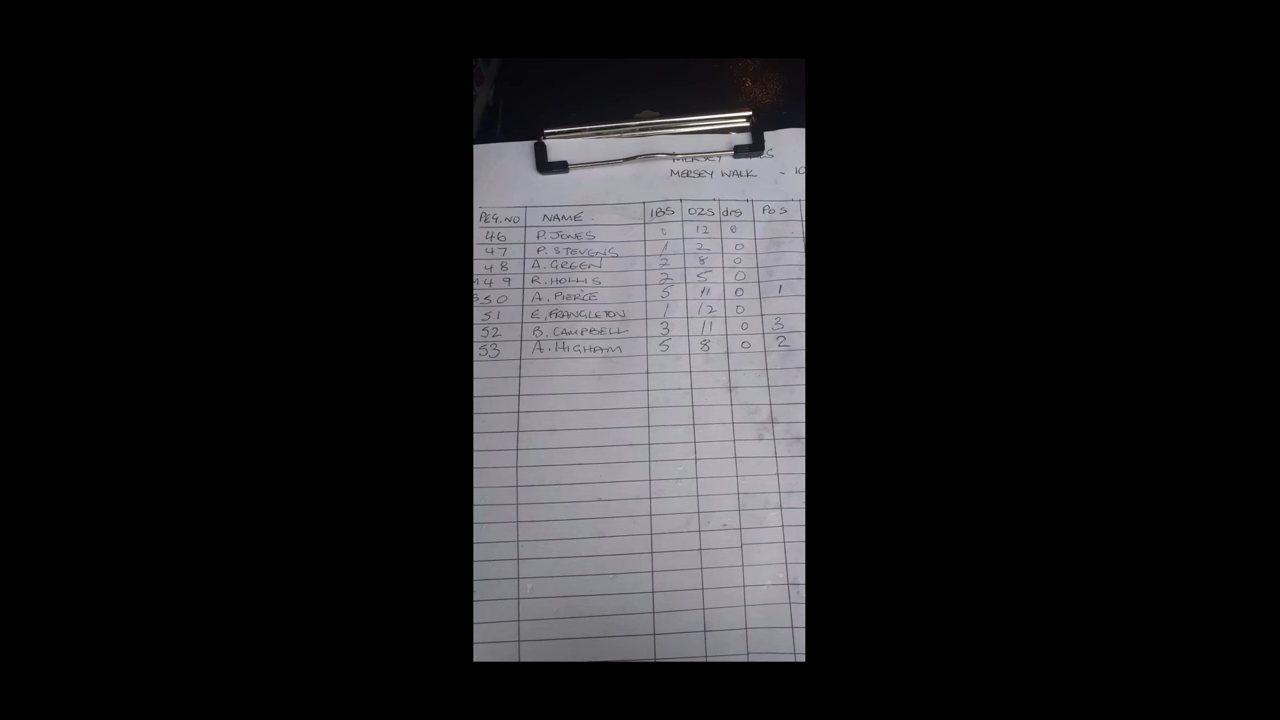 MERSEY
MERSEY WALK - 10
PEG.NO NAME. lBS OZS drs POS
46 P. JONES 0 12 0
47 P. STEVENS 1 2 0
48 A. GREEN 2 8 0
49 R. HOLLIS 2 5 0
50 A. PIERCE 5 11 0 1
51 E. FRANGLETON 1 12 0
52 B. CAMPBELL 3 11 0 3
53 A. HIGHAM 5 8 0 2